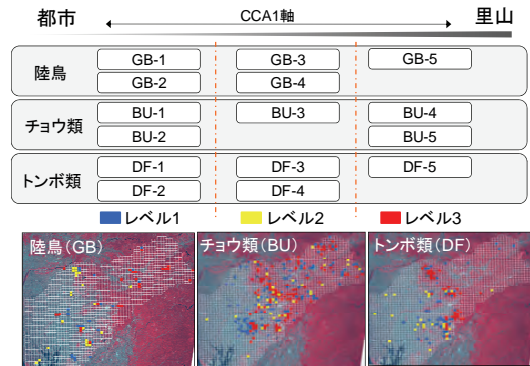 都市 CCA1軸 里山
陸鳥 GB-1 GB-3 GB-5
GB-2 GB-4
チョウ類 BU-1 BU-3 BU-4
BU-2 BU-5
トンボ類 DF-1 DF-3 DF-5
DF-2 DF-4
レベル1 レベル2 レベル3
陸鳥(GB) チョウ類(BU) トンボ類(DF)